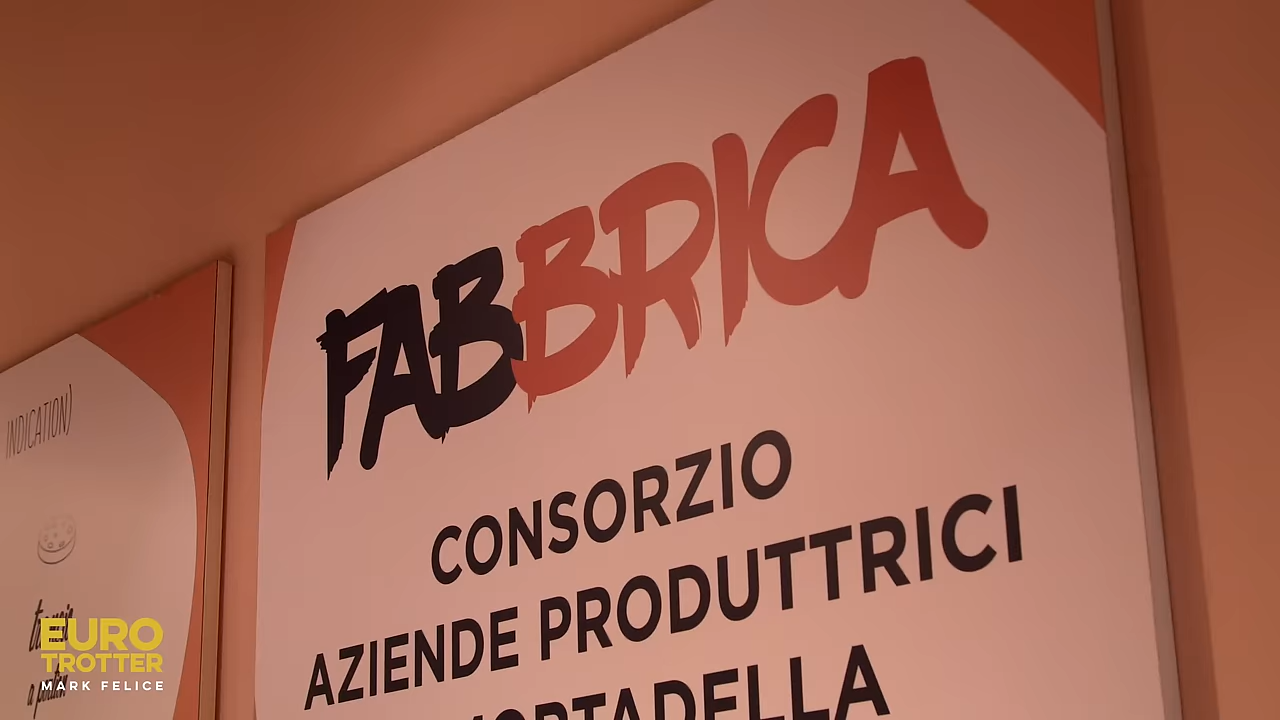 INDICATION)
FABBRICA
CONSORZIO
AZIENDE PRODUTTRICI
MORTADELLA
EURO
TROTTER
MARK FELICE